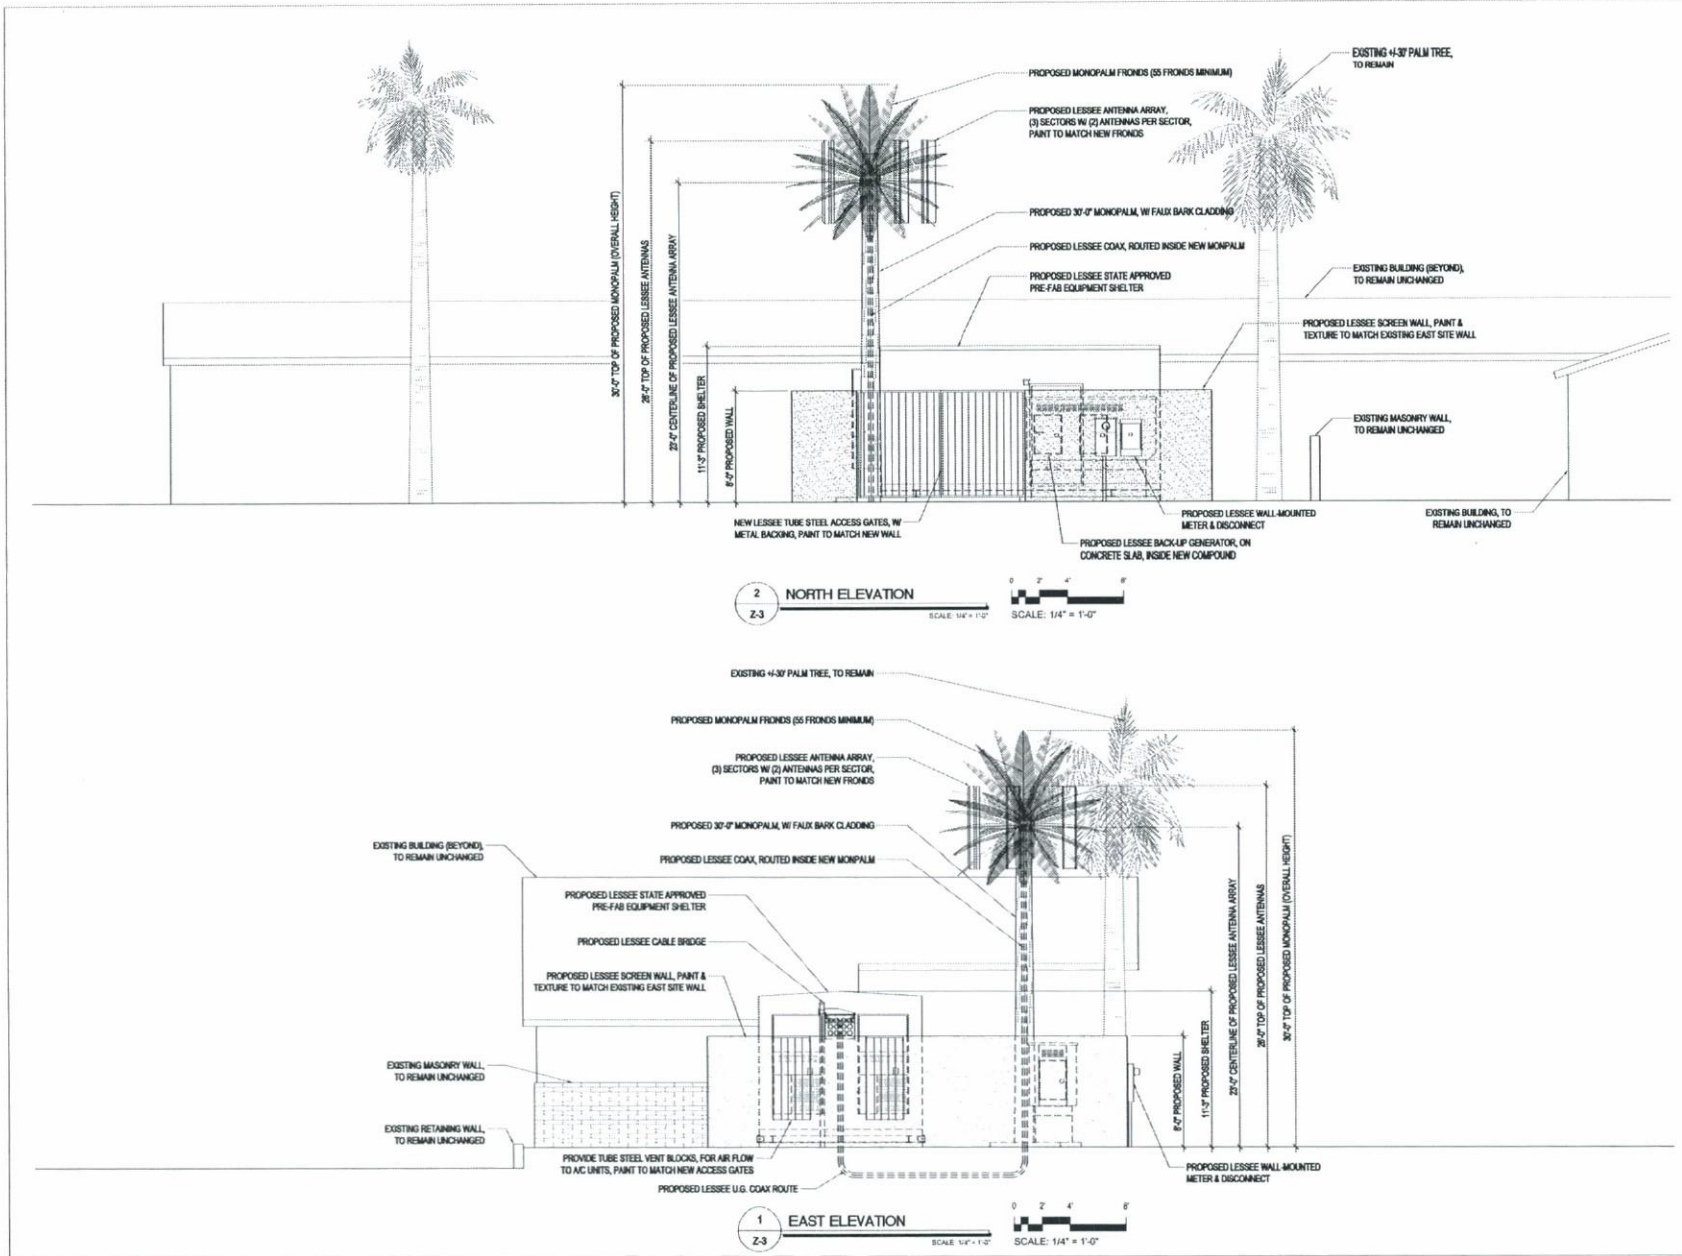 EXISTING +/-30' PALM TREE,
TO REMAIN
PROPOSED MONOPALM FRONDS (55 FRONDS MINIMUM)
PROPOSED LESSEE ANTENNA ARRAY,
(3) SECTORS W/ (2) ANTENNAS PER SECTOR,
PAINT TO MATCH NEW FRONDS
PROPOSED 30'-0" MONOPALM, W/ FAUX BARK CLADDING
PROPOSED LESSEE COAX, ROUTED INSIDE NEW MONPALM
PROPOSED LESSEE STATE APPROVED
PRE-FAB EQUIPMENT SHELTER
EXISTING BUILDING (BEYOND),
TO REMAIN UNCHANGED
PROPOSED LESSEE SCREEN WALL, PAINT &
TEXTURE TO MATCH EXISTING EAST SITE WALL
EXISTING MASONRY WALL,
TO REMAIN UNCHANGED
30'-0" TOP OF PROPOSED MONOPALM (OVERALL HEIGHT)
26'-0" TOP OF PROPOSED LESSEE ANTENNAS
23'-0" CENTERLINE OF PROPOSED LESSEE ANTENNA ARRAY
11'-3" PROPOSED SHELTER
8'-0" PROPOSED WALL
NEW LESSEE TUBE STEEL ACCESS GATES, W/
METAL BACKING, PAINT TO MATCH NEW WALL
PROPOSED LESSEE WALL-MOUNTED
METER & DISCONNECT
EXISTING BUILDING, TO
REMAIN UNCHANGED
PROPOSED LESSEE BACK-UP GENERATOR, ON
CONCRETE SLAB, INSIDE NEW COMPOUND
2
Z-3
NORTH ELEVATION
SCALE: 1/4" = 1'-0"
0 2' 4' 8'
SCALE: 1/4" = 1'-0"
EXISTING +/-30' PALM TREE, TO REMAIN
PROPOSED MONOPALM FRONDS (55 FRONDS MINIMUM)
PROPOSED LESSEE ANTENNA ARRAY,
(3) SECTORS W/ (2) ANTENNAS PER SECTOR,
PAINT TO MATCH NEW FRONDS
PROPOSED 30'-0" MONOPALM, W/ FAUX BARK CLADDING
EXISTING BUILDING (BEYOND),
TO REMAIN UNCHANGED
PROPOSED LESSEE COAX, ROUTED INSIDE NEW MONPALM
PROPOSED LESSEE STATE APPROVED
PRE-FAB EQUIPMENT SHELTER
PROPOSED LESSEE CABLE BRIDGE
PROPOSED LESSEE SCREEN WALL, PAINT &
TEXTURE TO MATCH EXISTING EAST SITE WALL
EXISTING MASONRY WALL,
TO REMAIN UNCHANGED
EXISTING RETAINING WALL,
TO REMAIN UNCHANGED
PROVIDE TUBE STEEL VENT BLOCKS, FOR AIR FLOW
TO A/C UNITS, PAINT TO MATCH NEW ACCESS GATES
PROPOSED LESSEE U.G. COAX ROUTE
8'-0" PROPOSED WALL
11'-3" PROPOSED SHELTER
23'-0" CENTERLINE OF PROPOSED LESSEE ANTENNA ARRAY
26'-0" TOP OF PROPOSED LESSEE ANTENNAS
30'-0" TOP OF PROPOSED MONOPALM (OVERALL HEIGHT)
PROPOSED LESSEE WALL-MOUNTED
METER & DISCONNECT
1
Z-3
EAST ELEVATION
SCALE: 1/4" = 1'-0"
0 2' 4' 8'
SCALE: 1/4" = 1'-0"